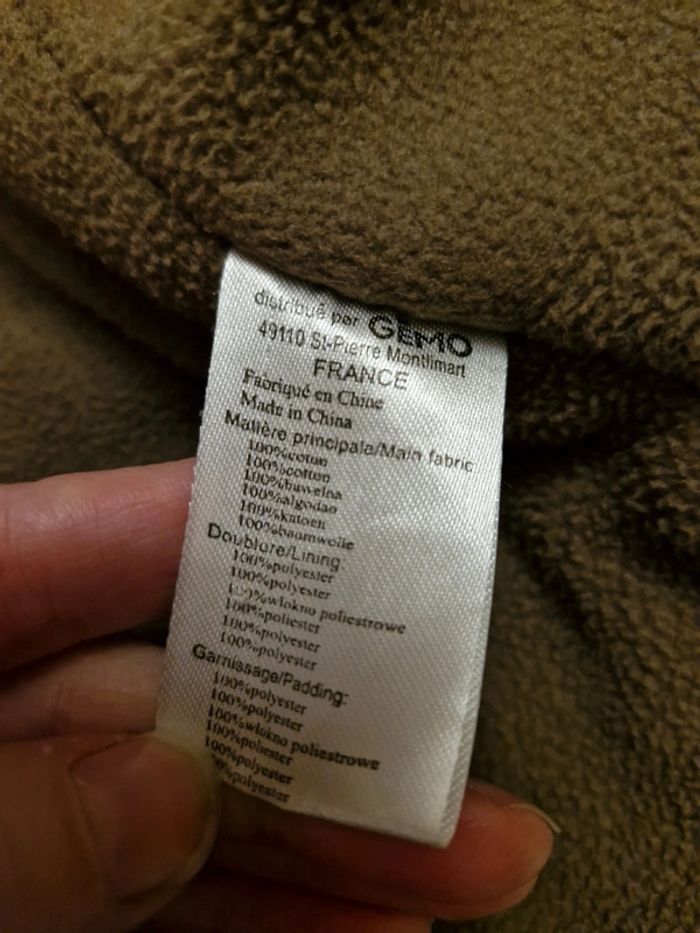 distribué par GEMO
49110 St-Pierre Montlimart
FRANCE
Fabriqué en Chine
Made in China
Matière principale/Main fabric
100%coton
100%cotton
100%bawelna
100%algodao
100%katoen
100%baumwolle
Doublure/Lining:
100%polyester
100%polyester
100%wlokno poliestrowe
100%poliester
100%polyester
100%polyester
Garnissage/Padding:
100%polyester
100%polyester
100%wlokno poliestrowe
100%poliester
100%polyester
00%polyester